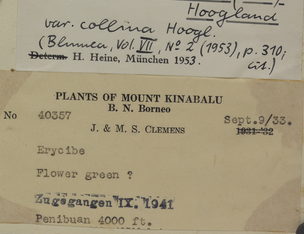 Hoogland
var. collina Hoogl.
(Blumea, Vol. VII, Nº 2 (1953), p. 310;
Determ. H. Heine, München 1953. cit.)
PLANTS OF MOUNT KINABALU
B. N. Borneo
No 40357 Sept.9/33.
J. & M. S. CLEMENS 1931-'32
Erycibe
Flower green ?
Zugegangen IX. 1941
Penibuan 4000 ft.